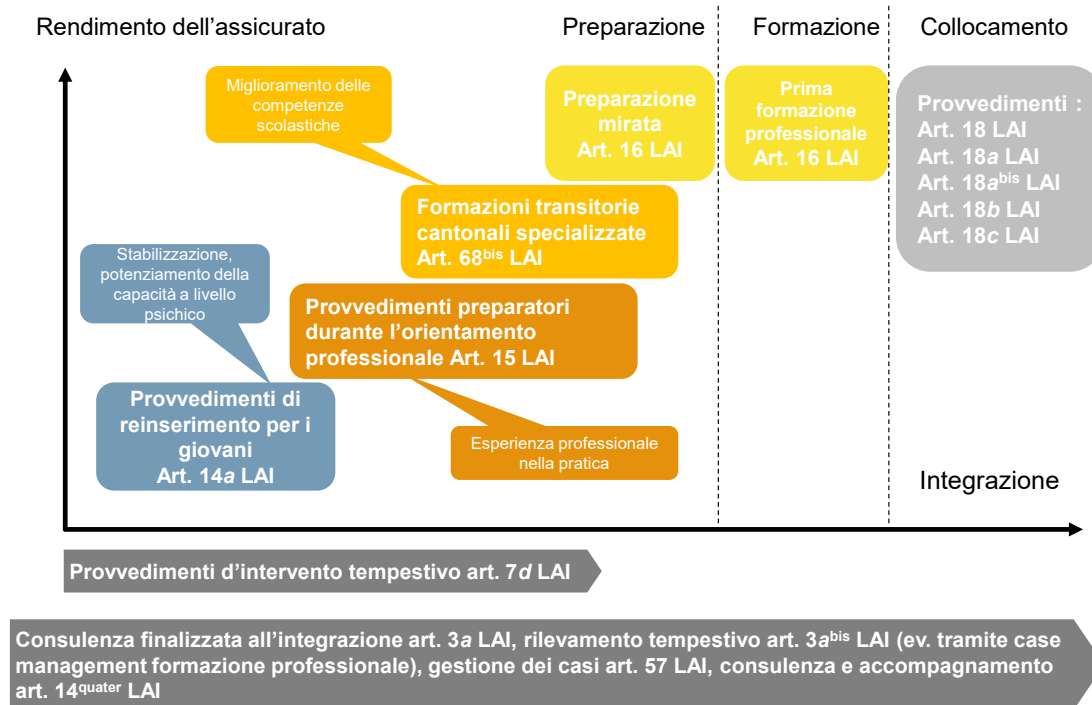 Rendimento dell’assicurato
Preparazione
Formazione
Collocamento
Miglioramento delle
competenze
scolastiche
Preparazione
mirata
Art. 16 LAI
Prima
formazione
professionale
Art. 16 LAI
Provvedimenti :
Art. 18 LAI
Art. 18a LAI
Art. 18abis LAI
Art. 18b LAI
Art. 18c LAI
Formazioni transitorie
cantonali specializzate
Art. 68bis LAI
Stabilizzazione,
potenziamento della
capacità a livello
psichico
Provvedimenti preparatori
durante l’orientamento
professionale Art. 15 LAI
Provvedimenti di
reinserimento per i
giovani
Art. 14a LAI
Esperienza professionale
nella pratica
Integrazione
Provvedimenti d’intervento tempestivo art. 7d LAI
Consulenza finalizzata all’integrazione art. 3a LAI, rilevamento tempestivo art. 3abis LAI (ev. tramite case
management formazione professionale), gestione dei casi art. 57 LAI, consulenza e accompagnamento
art. 14quater LAI